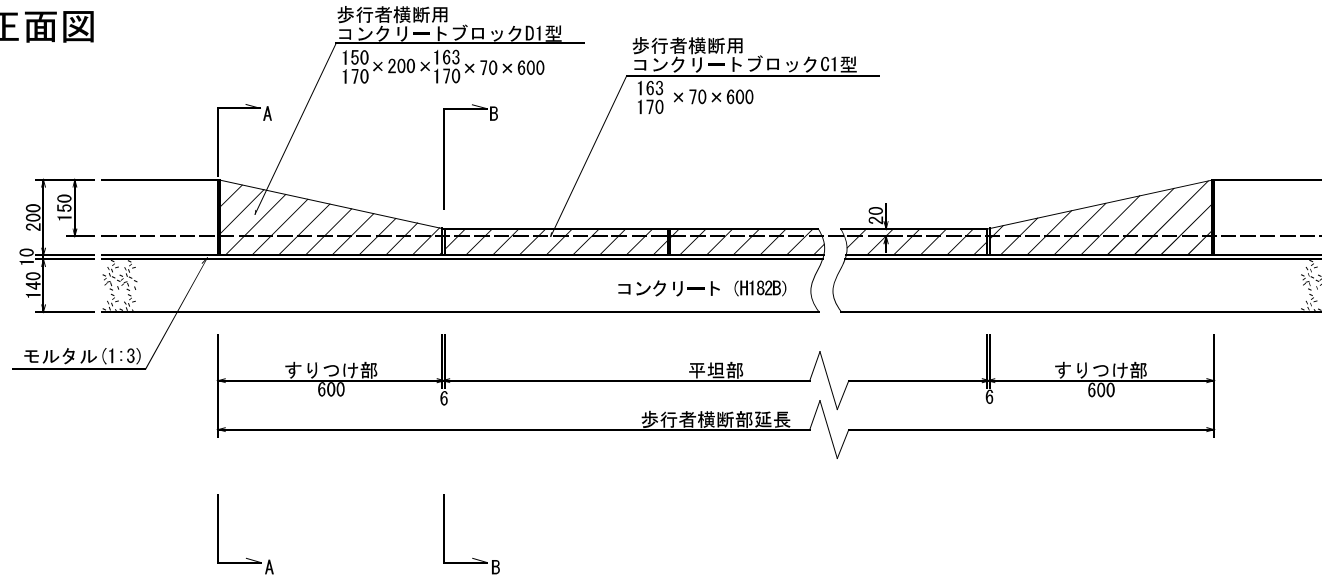 正面図
歩行者横断用
コンクリートブロックD1型
150/170×200×163/170×70×600
歩行者横断用
コンクリートブロックC1型
163/170×70×600
A
B
200
150
20
10
140
コンクリート (H182B)
モルタル(1:3)
すりつけ部
600
6
平坦部
6
すりつけ部
600
歩行者横断部延長
A
B